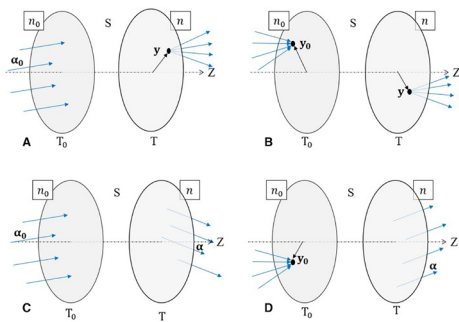 n₀ S n
α₀ y Z
A T₀ T
n₀ S n
y₀ y Z
B T₀ T
n₀ S n
α₀ α Z
C T₀ T
n₀ S n
y₀ α Z
D T₀ T